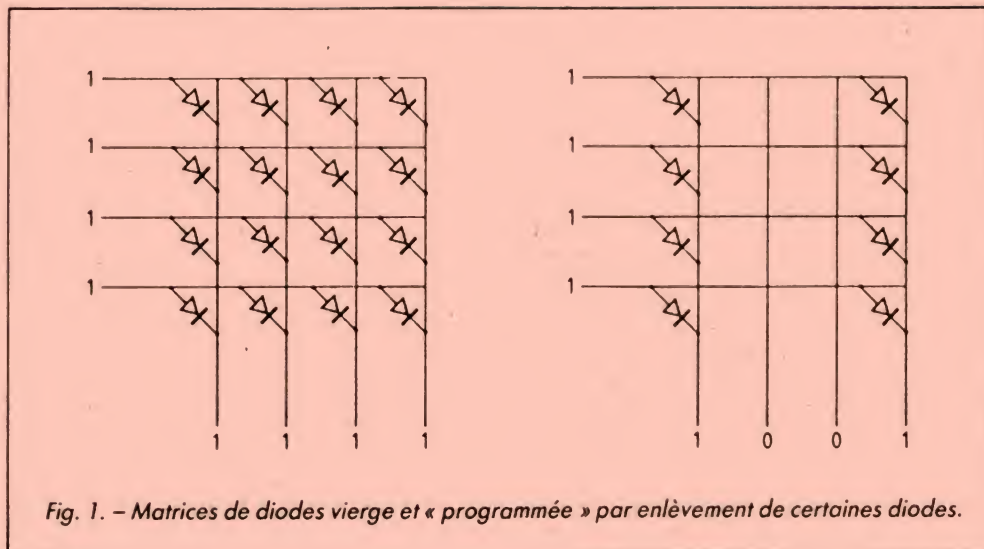 1 1
1 1
1 1
1 1
1 1 1 1 1 0 0 1
Fig. 1. – Matrices de diodes vierge et « programmée » par enlèvement de certaines diodes.